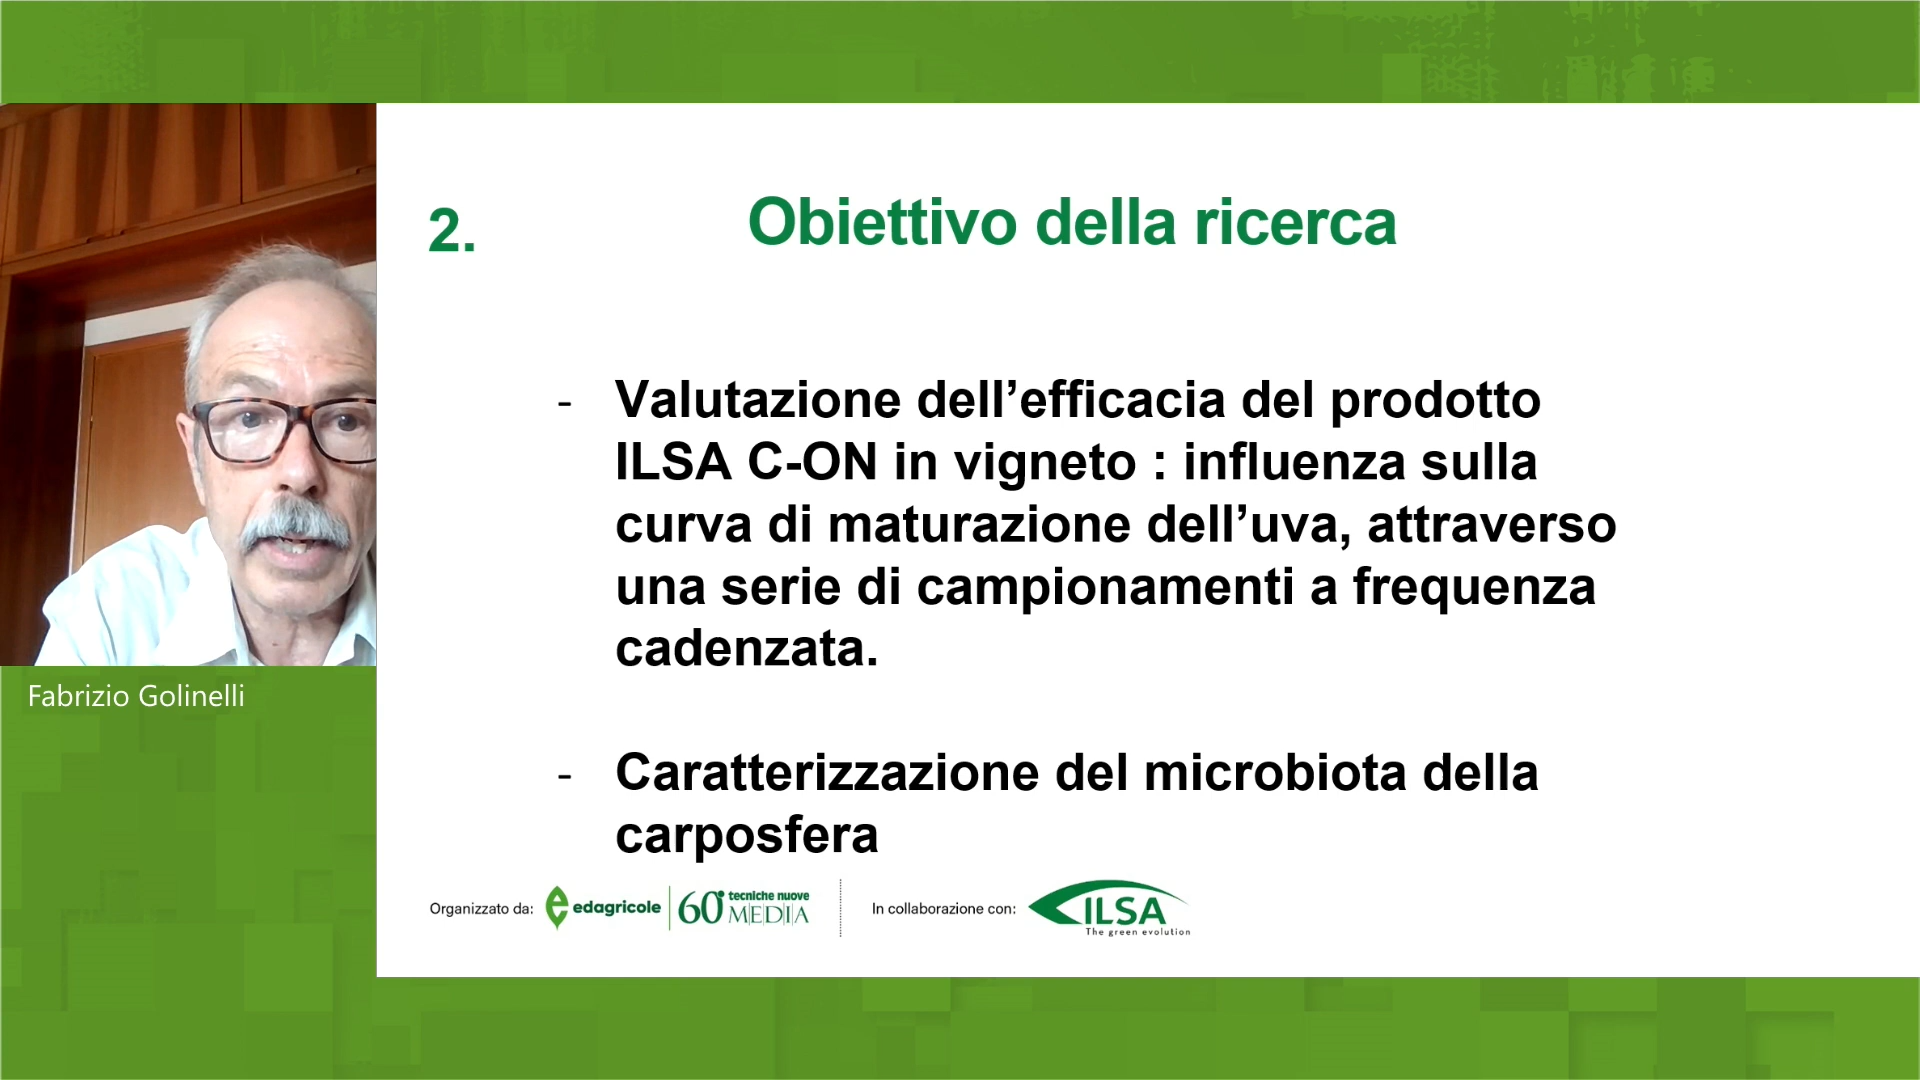 2.
Obiettivo della ricerca
- Valutazione dell’efficacia del prodotto
ILSA C-ON in vigneto : influenza sulla
curva di maturazione dell’uva, attraverso
una serie di campionamenti a frequenza
cadenzata.
- Caratterizzazione del microbiota della
carposfera
Fabrizio Golinelli
Organizzato da: edagricole 60° tecniche nuove MEDIA In collaborazione con: ILSA
The green evolution